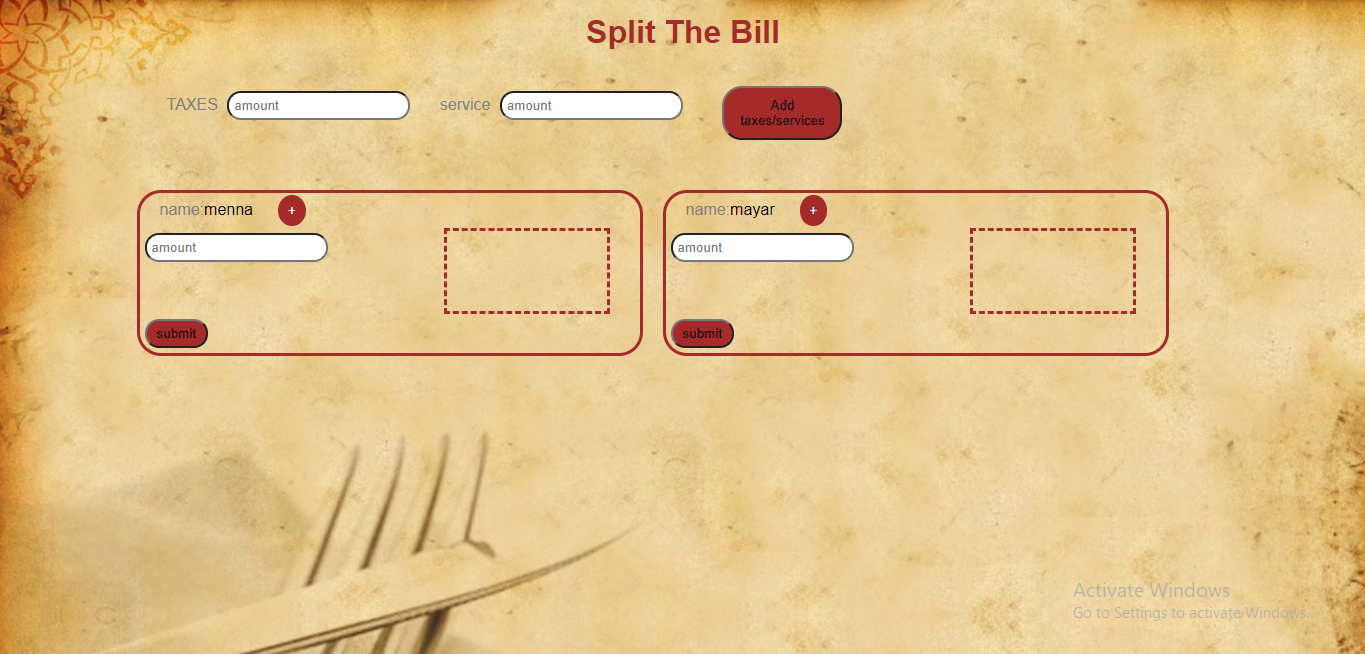 Split The Bill
TAXES amount service amount Add
taxes/services
name:menna +
amount
submit
name:mayar +
amount
submit
Activate Windows
Go to Settings to activate Windows.